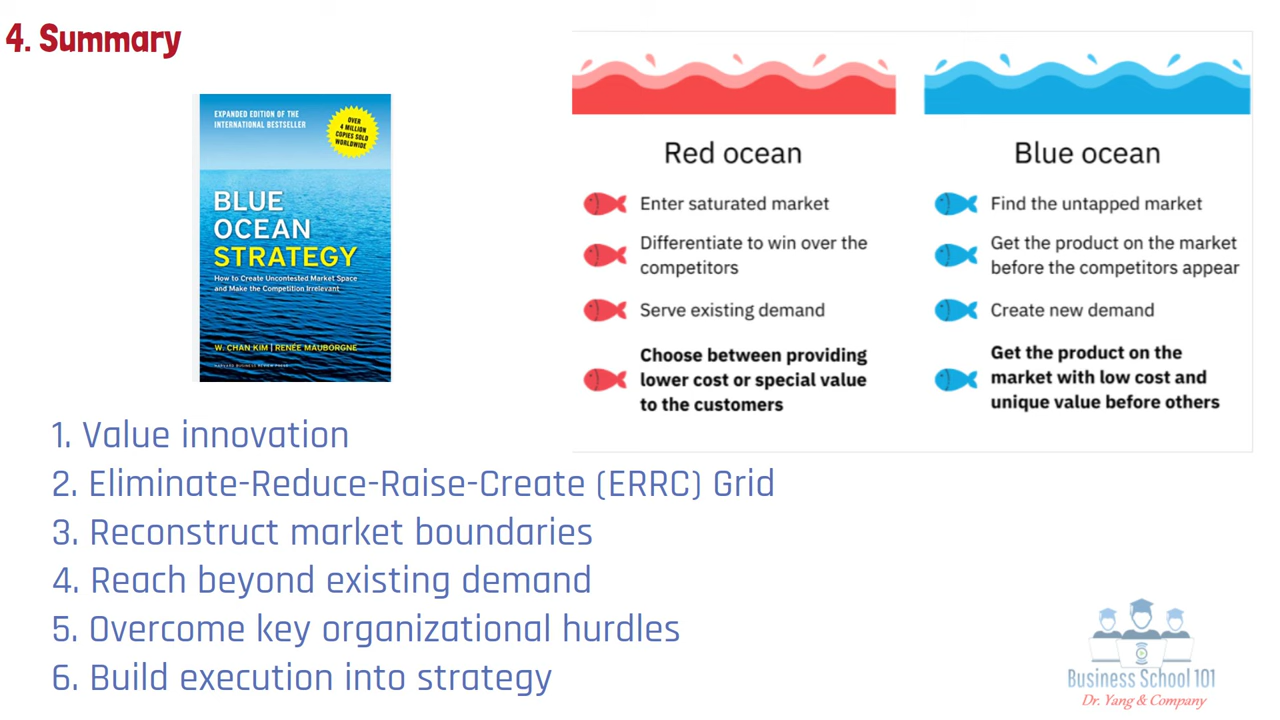 4. Summary
EXPANDED EDITION OF THE
INTERNATIONAL BESTSELLER
OVER
4 MILLION
COPIES SOLD
WORLDWIDE
BLUE
OCEAN
STRATEGY
How to Create Uncontested Market Space
and Make the Competition Irrelevant
W. CHAN KIM | RENÉE MAUBORGNE
HARVARD BUSINESS REVIEW PRESS
Red ocean
Enter saturated market
Differentiate to win over the
competitors
Serve existing demand
Choose between providing
lower cost or special value
to the customers
Blue ocean
Find the untapped market
Get the product on the market
before the competitors appear
Create new demand
Get the product on the
market with low cost and
unique value before others
1. Value innovation
2. Eliminate-Reduce-Raise-Create (ERRC) Grid
3. Reconstruct market boundaries
4. Reach beyond existing demand
5. Overcome key organizational hurdles
6. Build execution into strategy
Business School 101
Dr. Yang & Company